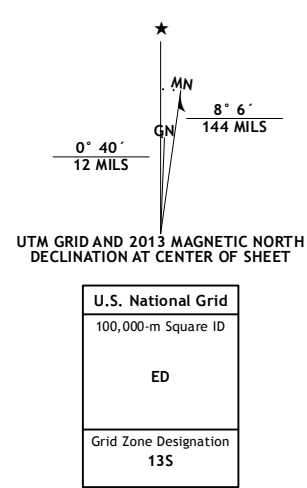 ★
MN
8° 6´
144 MILS
GN
0° 40´
12 MILS
UTM GRID AND 2013 MAGNETIC NORTH
DECLINATION AT CENTER OF SHEET
U.S. National Grid
100,000-m Square ID
ED
Grid Zone Designation
13S